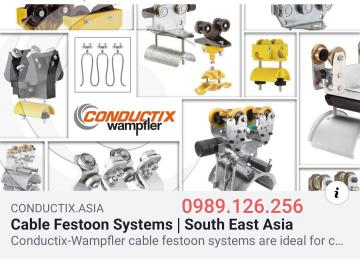 CONDUCTIX
wampfler
CONDUCTIX.ASIA
0989.126.256
Cable Festoon Systems | South East Asia
Conductix-Wampfler cable festoon systems are ideal for c...